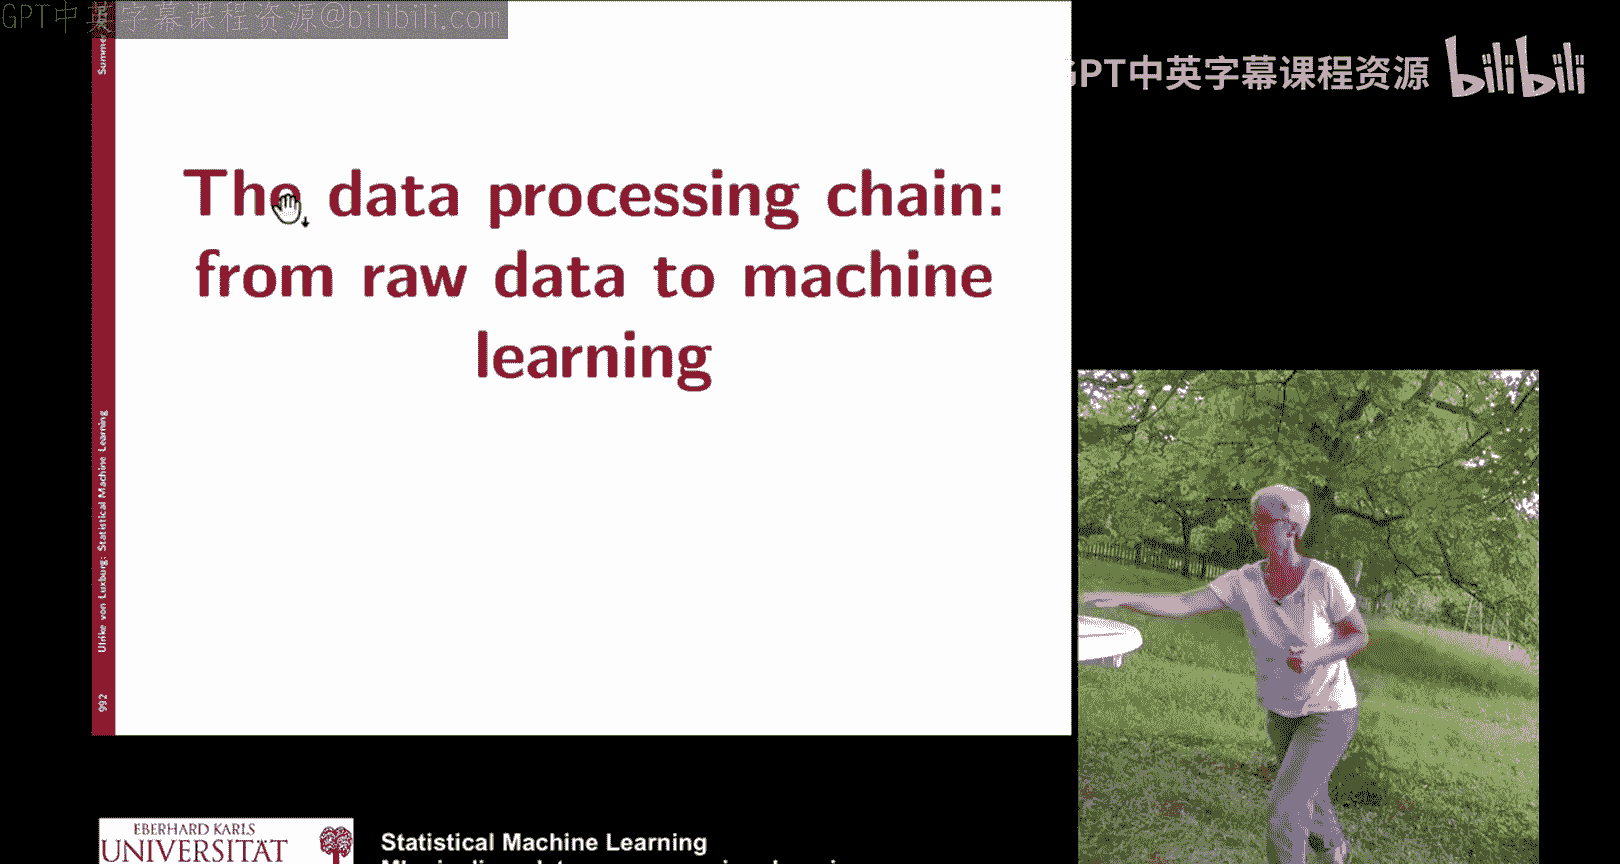 GPT中英字幕课程资源@bilibili.com
GPT中英字幕课程资源 bilibili
Summer
The data processing chain:
from raw data to machine
learning
Ulrike von Luxburg: Statistical Machine Learning
992
EBERHARD KARLS
UNIVERSITÄT
Statistical Machine Learning